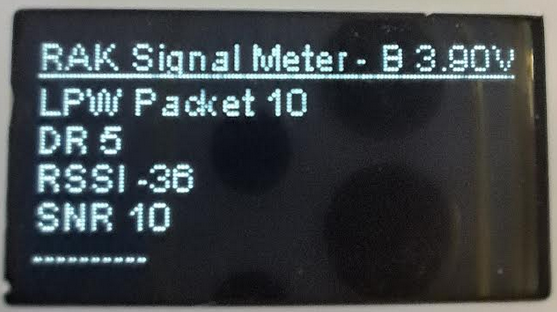 RAK Signal Meter - B 3.90V
LPW Packet 10
DR 5
RSSI -36
SNR 10
----------